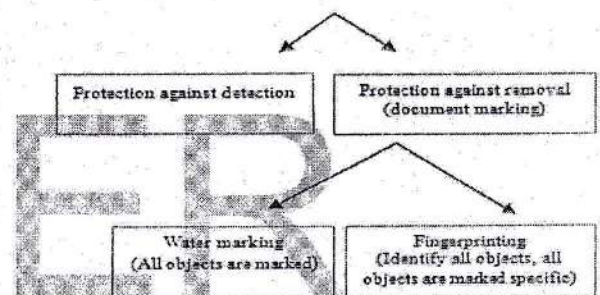 Protection against detection
Protection against removal
(document marking)
Water marking
(All objects are marked)
Fingerprinting
(Identify all objects, all
objects are marked specific)
ER